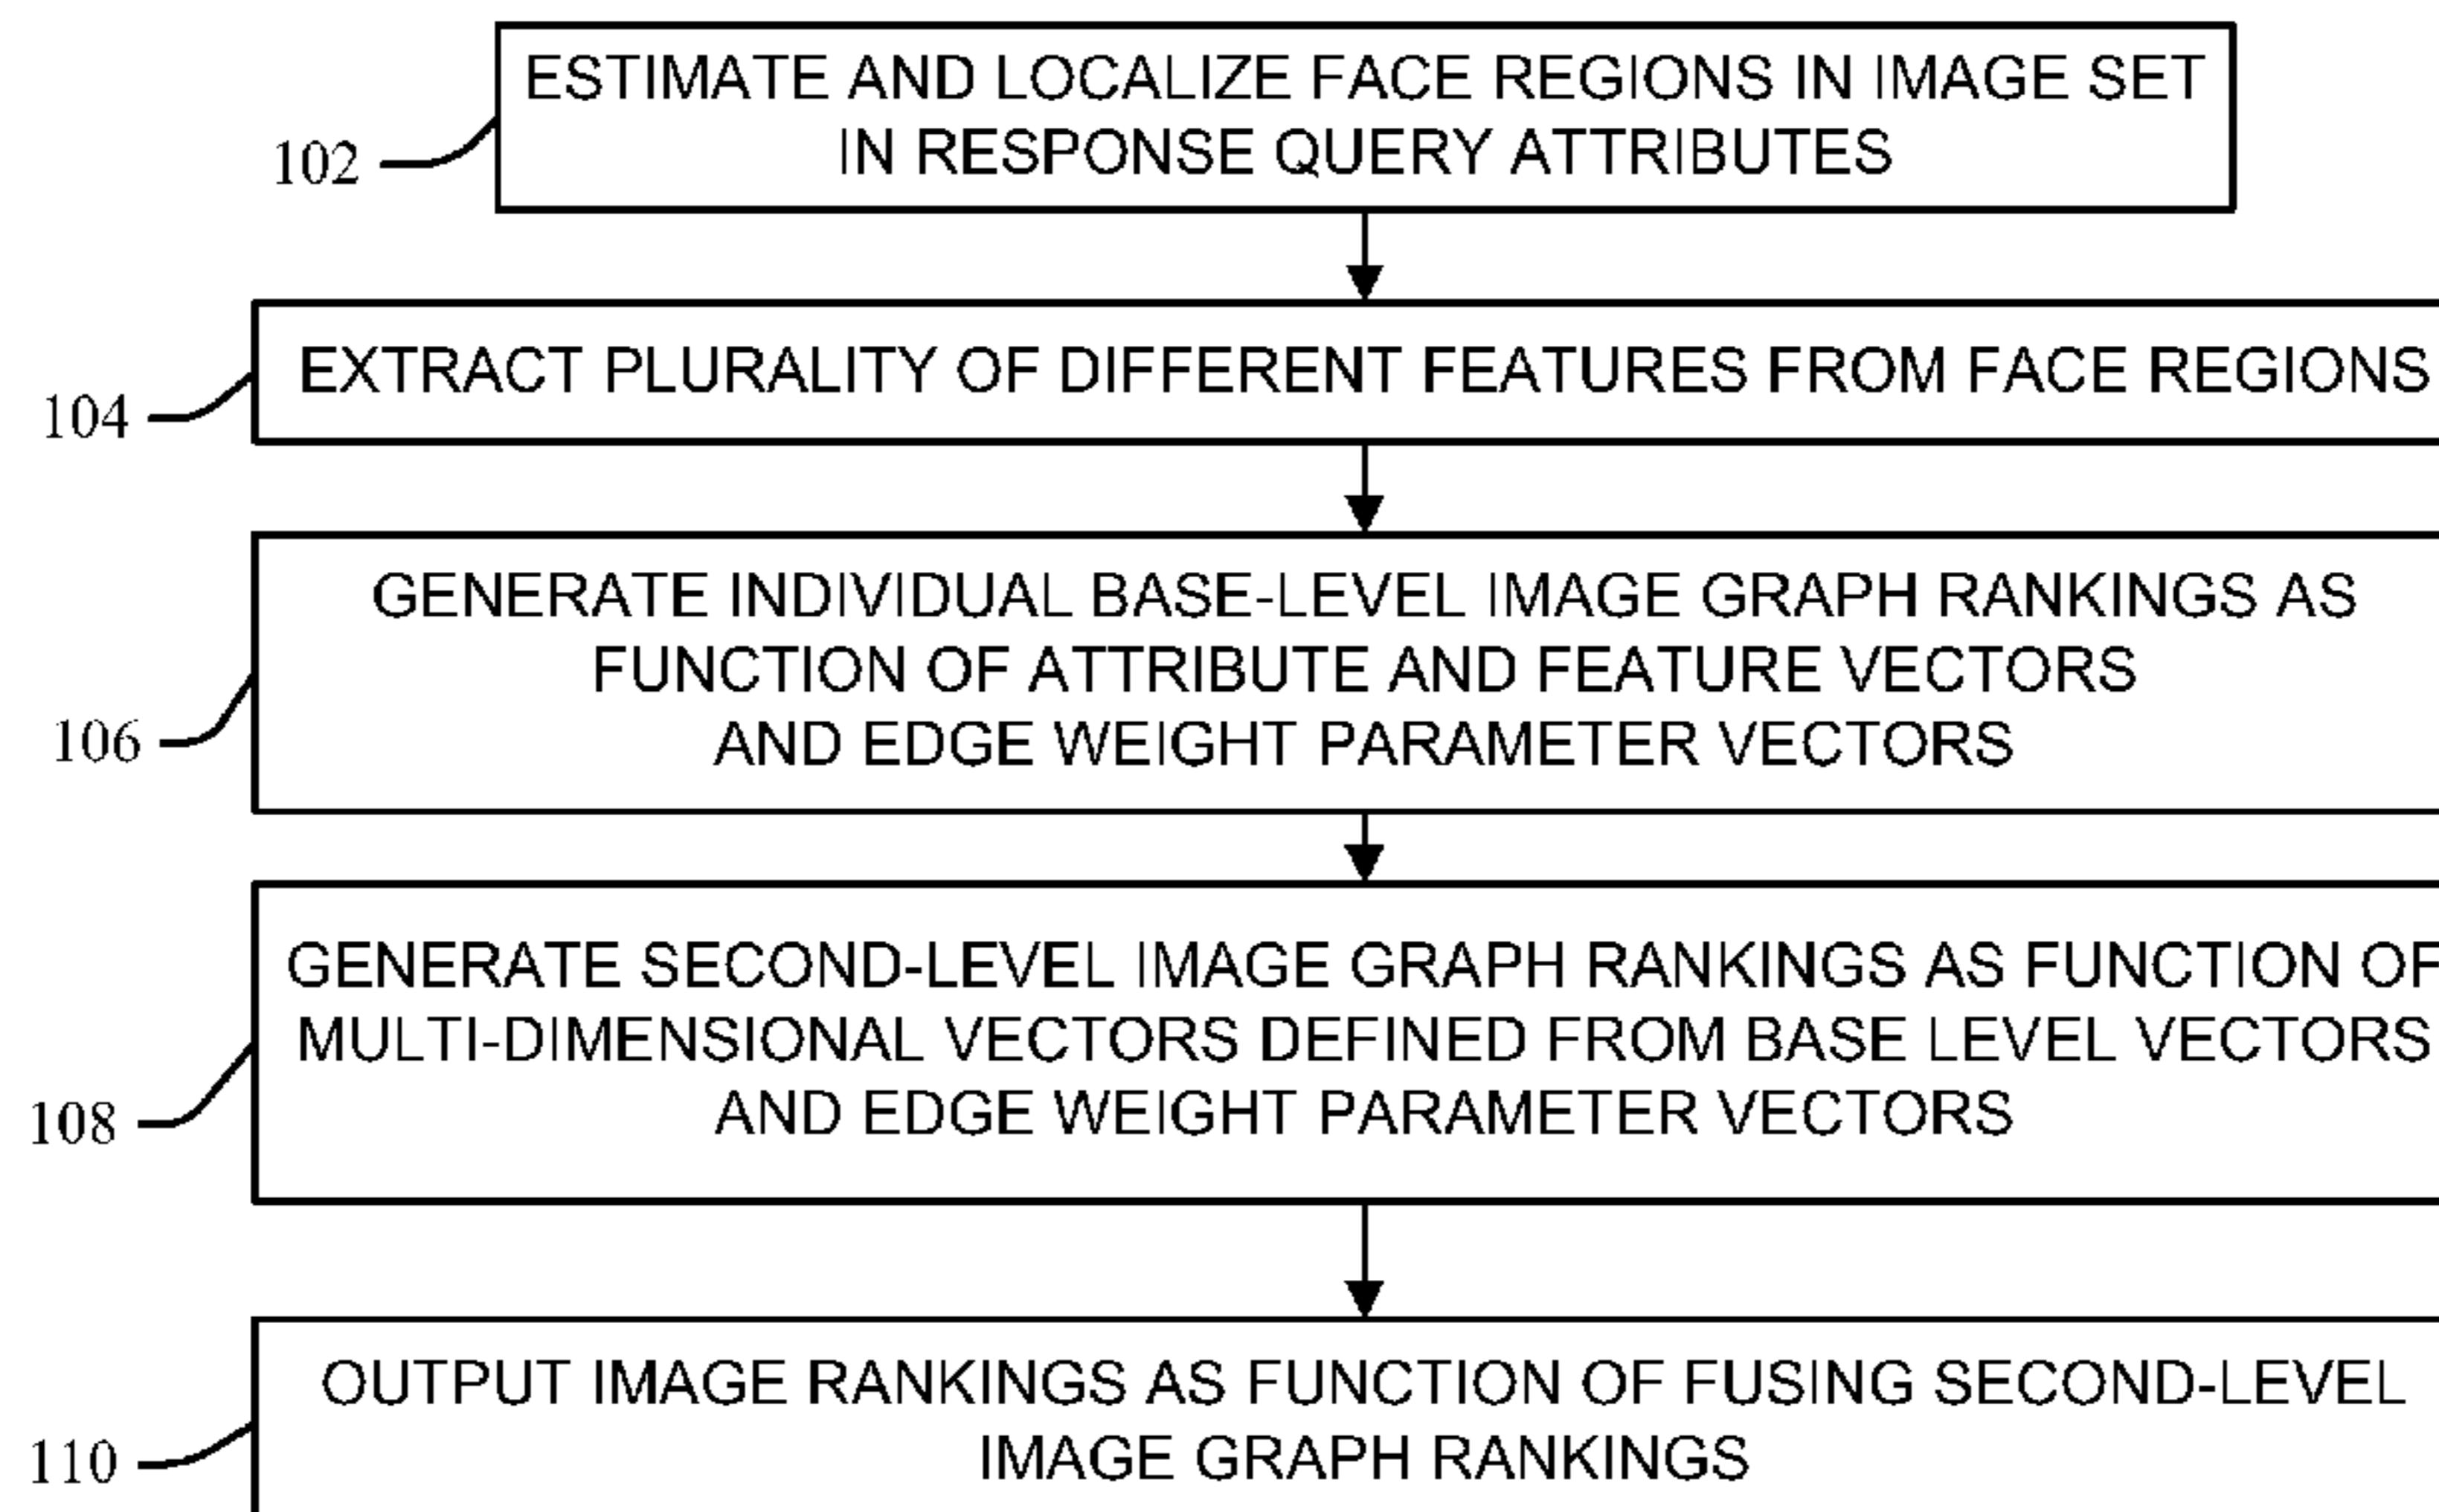 ESTIMATE AND LOCALIZE FACE REGIONS IN IMAGE SET
IN RESPONSE QUERY ATTRIBUTES
102
EXTRACT PLURALITY OF DIFFERENT FEATURES FROM FACE REGIONS
104
GENERATE INDIVIDUAL BASE-LEVEL IMAGE GRAPH RANKINGS AS
FUNCTION OF ATTRIBUTE AND FEATURE VECTORS
AND EDGE WEIGHT PARAMETER VECTORS
106
GENERATE SECOND-LEVEL IMAGE GRAPH RANKINGS AS FUNCTION OF
MULTI-DIMENSIONAL VECTORS DEFINED FROM BASE LEVEL VECTORS
AND EDGE WEIGHT PARAMETER VECTORS
108
OUTPUT IMAGE RANKINGS AS FUNCTION OF FUSING SECOND-LEVEL
IMAGE GRAPH RANKINGS
110